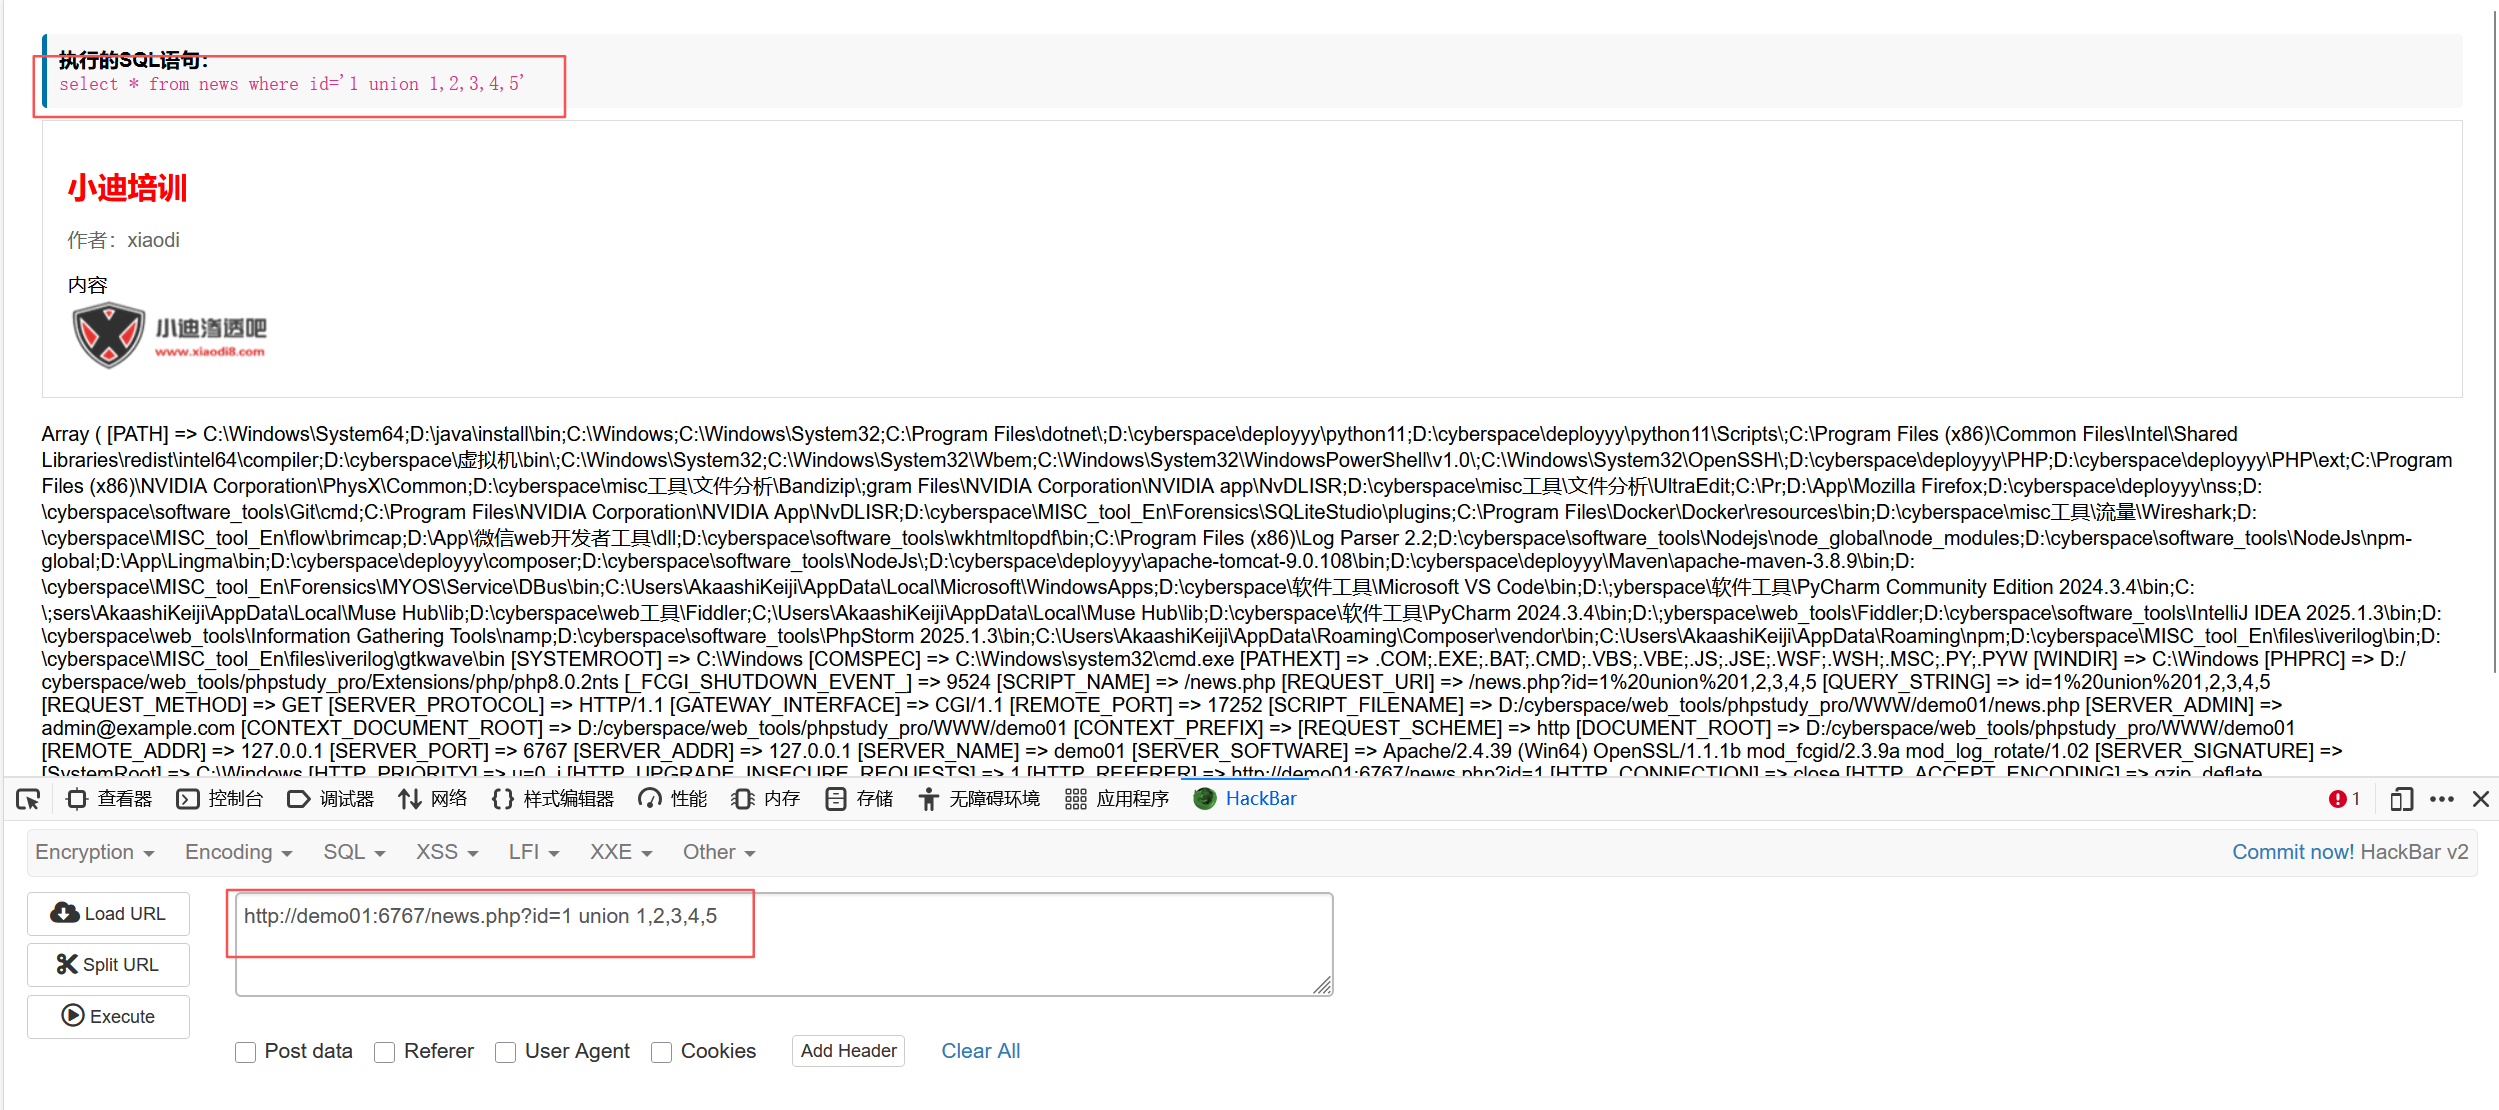 执行的SQL语句:
select * from news where id='1 union 1,2,3,4,5'
小迪培训
作者：xiaodi
内容
小迪渗透吧
www.xiaodi8.com
Array ( [PATH] => C:\Windows\System64;D:\java\install\bin;C:\Windows;C:\Windows\System32;C:\Program Files\dotnet\;D:\cyberspace\deployyy\python11;D:\cyberspace\deployyy\python11\Scripts\;C:\Program Files (x86)\Common Files\Intel\Shared
Libraries\redist\intel64\compiler;D:\cyberspace\虚拟机\bin\;C:\Windows\System32;C:\Windows\System32\Wbem;C:\Windows\System32\WindowsPowerShell\v1.0\;C:\Windows\System32\OpenSSH\;D:\cyberspace\deployyy\PHP;D:\cyberspace\deployyy\PHP\ext;C:\Program
Files (x86)\NVIDIA Corporation\PhysX\Common;D:\cyberspace\misc工具\文件分析\Bandizip\;gram Files\NVIDIA Corporation\NVIDIA app\NvDLISR;D:\cyberspace\misc工具\文件分析\UltraEdit;C:\Pr;D:\App\Mozilla Firefox;D:\cyberspace\deployyy\nss;D:
\cyberspace\software_tools\Git\cmd;C:\Program Files\NVIDIA Corporation\NVIDIA App\NvDLISR;D:\cyberspace\MISC_tool_En\Forensics\SQLiteStudio\plugins;C:\Program Files\Docker\Docker\resources\bin;D:\cyberspace\misc工具\流量\Wireshark;D:
\cyberspace\MISC_tool_En\flow\brimcap;D:\App\微信web开发者工具\dll;D:\cyberspace\software_tools\wkhtmltopdf\bin;C:\Program Files (x86)\Log Parser 2.2;D:\cyberspace\software_tools\Nodejs\node_global\node_modules;D:\cyberspace\software_tools\NodeJs\npm-
global;D:\App\Lingma\bin;D:\cyberspace\deployyy\composer;D:\cyberspace\software_tools\NodeJs\;D:\cyberspace\deployyy\apache-tomcat-9.0.108\bin;D:\cyberspace\deployyy\Maven\apache-maven-3.8.9\bin;D:
\cyberspace\MISC_tool_En\Forensics\MYOS\Service\DBus\bin;C:\Users\AkaashiKeiji\AppData\Local\Microsoft\WindowsApps;D:\cyberspace\软件工具\Microsoft VS Code\bin;D:\;yberspace\软件工具\PyCharm Community Edition 2024.3.4\bin;C:
\;sers\AkaashiKeiji\AppData\Local\Muse Hub\lib;D:\cyberspace\web工具\Fiddler;C;\Users\AkaashiKeiji\AppData\Local\Muse Hub\lib;D:\cyberspace\软件工具\PyCharm 2024.3.4\bin;D:\;yberspace\web_tools\Fiddler;D:\cyberspace\software_tools\IntelliJ IDEA 2025.1.3\bin;D:
\cyberspace\web_tools\Information Gathering Tools\namp;D:\cyberspace\software_tools\PhpStorm 2025.1.3\bin;C:\Users\AkaashiKeiji\AppData\Roaming\Composer\vendor\bin;C:\Users\AkaashiKeiji\AppData\Roaming\npm;D:\cyberspace\MISC_tool_En\files\iverilog\bin;D:
\cyberspace\MISC_tool_En\files\iverilog\gtkwave\bin [SYSTEMROOT] => C:\Windows [COMSPEC] => C:\Windows\system32\cmd.exe [PATHEXT] => .COM;.EXE;.BAT;.CMD;.VBS;.VBE;.JS;.JSE;.WSF;.WSH;.MSC;.PY;.PYW [WINDIR] => C:\Windows [PHPRC] => D:/
cyberspace/web_tools/phpstudy_pro/Extensions/php/php8.0.2nts [_FCGI_SHUTDOWN_EVENT_] => 9524 [SCRIPT_NAME] => /news.php [REQUEST_URI] => /news.php?id=1%20union%201,2,3,4,5 [QUERY_STRING] => id=1%20union%201,2,3,4,5
[REQUEST_METHOD] => GET [SERVER_PROTOCOL] => HTTP/1.1 [GATEWAY_INTERFACE] => CGI/1.1 [REMOTE_PORT] => 17252 [SCRIPT_FILENAME] => D:/cyberspace/web_tools/phpstudy_pro/WWW/demo01/news.php [SERVER_ADMIN] =>
admin@example.com [CONTEXT_DOCUMENT_ROOT] => D:/cyberspace/web_tools/phpstudy_pro/WWW/demo01 [CONTEXT_PREFIX] => [REQUEST_SCHEME] => http [DOCUMENT_ROOT] => D:/cyberspace/web_tools/phpstudy_pro/WWW/demo01
[REMOTE_ADDR] => 127.0.0.1 [SERVER_PORT] => 6767 [SERVER_ADDR] => 127.0.0.1 [SERVER_NAME] => demo01 [SERVER_SOFTWARE] => Apache/2.4.39 (Win64) OpenSSL/1.1.1b mod_fcgid/2.3.9a mod_log_rotate/1.02 [SERVER_SIGNATURE] =>
[SystemRoot] => C:\Windows [HTTP_PRIORITY] => u=0, i [HTTP_UPGRADE_INSECURE_REQUESTS] => 1 [HTTP_REFERER] => http://demo01:6767/news.php?id=1 [HTTP_CONNECTION] => close [HTTP_ACCEPT_ENCODING] => gzip, deflate
查看器 控制台 调试器 网络 样式编辑器 性能 内存 存储 无障碍环境 应用程序 HackBar 1
Encryption Encoding SQL XSS LFI XXE Other Commit now! HackBar v2
Load URL
http://demo01:6767/news.php?id=1 union 1,2,3,4,5
Split URL
Execute
Post data Referer User Agent Cookies Add Header Clear All